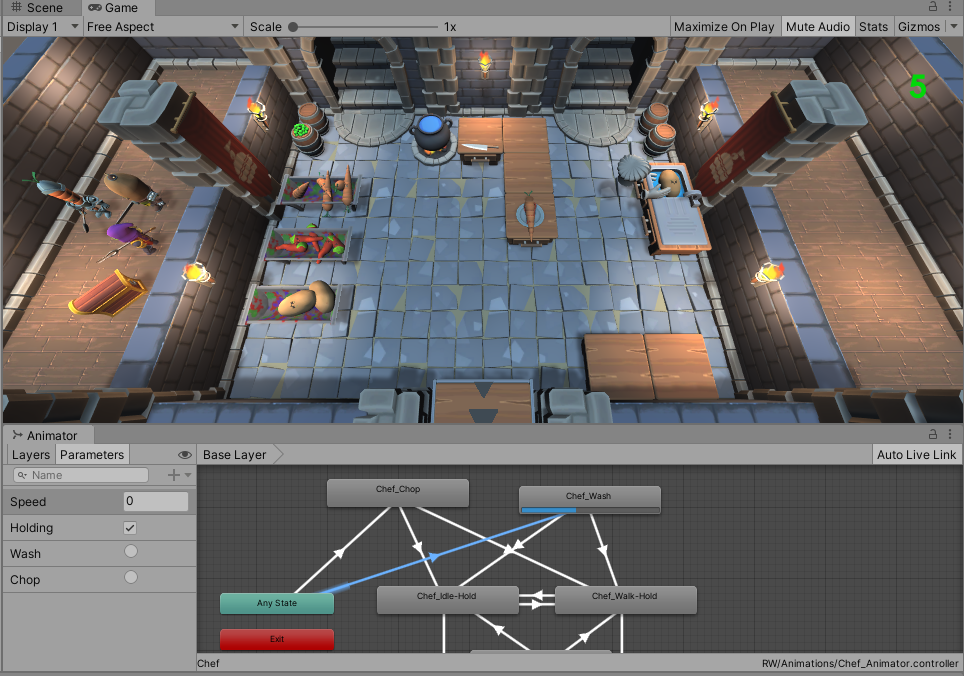 Scene Game
Display 1 Free Aspect Scale 1x Maximize On Play Mute Audio Stats Gizmos
5
Animator
Layers Parameters Base Layer Auto Live Link
Name
Speed 0
Holding
Wash
Chop
Chef_Chop
Chef_Wash
Chef_Idle-Hold
Chef_Walk-Hold
Any State
Exit
Chef RW/Animations/Chef_Animator.controller